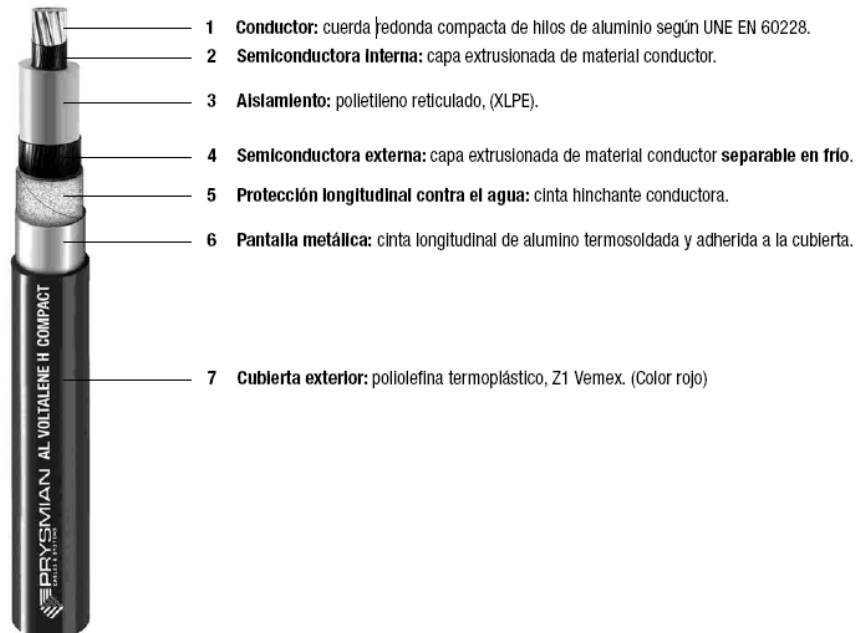 1 Conductor: cuerda redonda compacta de hilos de aluminio según UNE EN 60228.
2 Semiconductora interna: capa extrusionada de material conductor.
3 Aislamiento: polietileno reticulado, (XLPE).
4 Semiconductora externa: capa extrusionada de material conductor separable en frío.
5 Protección longitudinal contra el agua: cinta hinchante conductora.
6 Pantalla metálica: cinta longitudinal de alumino termosoldada y adherida a la cubierta.
7 Cubierta exterior: poliolefina termoplástico, Z1 Vemex. (Color rojo)
PRYSMIAN AL VOLTALENE H COMPACT
CABLES & SYSTEMS